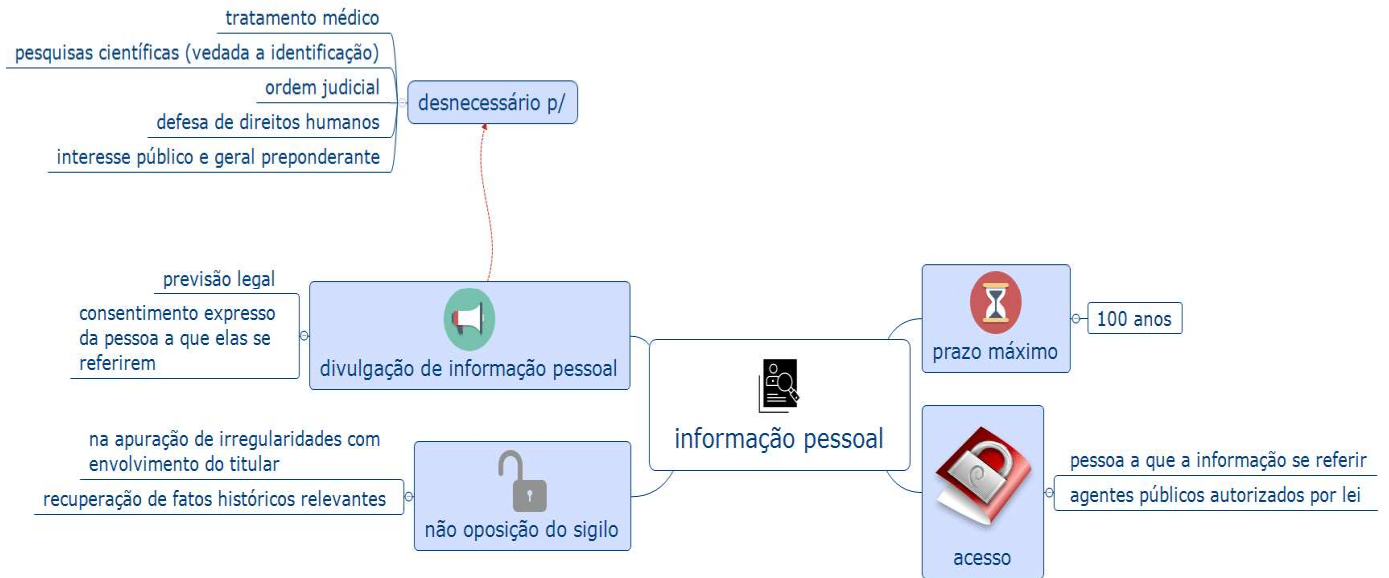 tratamento médico
pesquisas científicas (vedada a identificação)
ordem judicial
defesa de direitos humanos
interesse público e geral preponderante
desnecessário p/
previsão legal
consentimento expresso
da pessoa a que elas se
referirem
divulgação de informação pessoal
na apuração de irregularidades com
envolvimento do titular
recuperação de fatos históricos relevantes
não oposição do sigilo
informação pessoal
prazo máximo
100 anos
acesso
pessoa a que a informação se referir
agentes públicos autorizados por lei